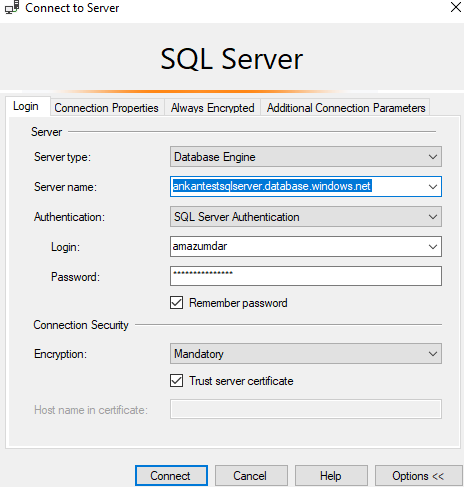 Connect to Server
SQL Server
Login Connection Properties Always Encrypted Additional Connection Parameters
Server
Server type: Database Engine
Server name: ankantestsqlserver.database.windows.net
Authentication: SQL Server Authentication
Login: amazumdar
Password: ***************
Remember password
Connection Security
Encryption: Mandatory
Trust server certificate
Host name in certificate:
Connect Cancel Help Options <<